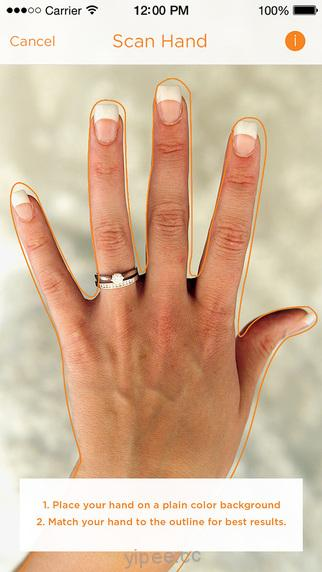 Carrier 12:00 PM 100%
Cancel Scan Hand i
1. Place your hand on a plain color background
2. Match your hand to the outline for best results.
yipee.cc